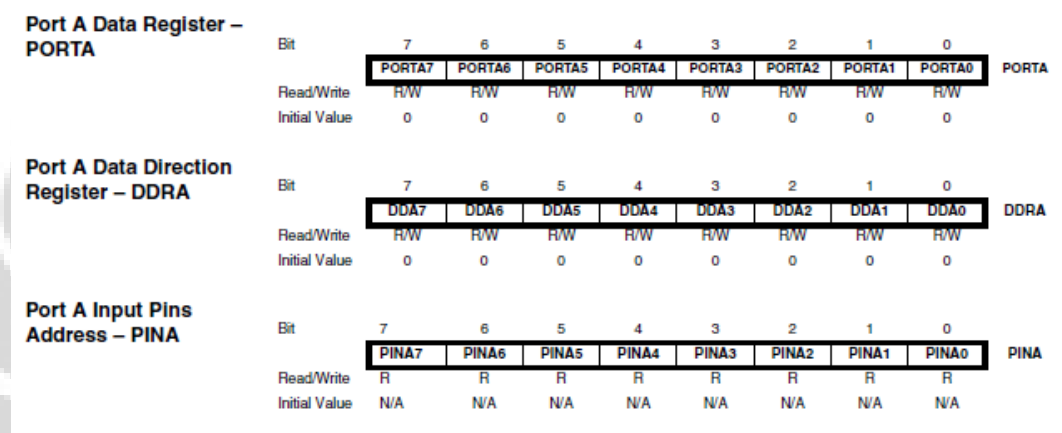 Port A Data Register –
PORTA
Bit 7 6 5 4 3 2 1 0
PORTA7 PORTA6 PORTA5 PORTA4 PORTA3 PORTA2 PORTA1 PORTA0 PORTA
Read/Write R/W R/W R/W R/W R/W R/W R/W R/W
Initial Value 0 0 0 0 0 0 0 0
Port A Data Direction
Register – DDRA
Bit 7 6 5 4 3 2 1 0
DDA7 DDA6 DDA5 DDA4 DDA3 DDA2 DDA1 DDA0 DDRA
Read/Write R/W R/W R/W R/W R/W R/W R/W R/W
Initial Value 0 0 0 0 0 0 0 0
Port A Input Pins
Address – PINA
Bit 7 6 5 4 3 2 1 0
PINA7 PINA6 PINA5 PINA4 PINA3 PINA2 PINA1 PINA0 PINA
Read/Write R R R R R R R R
Initial Value N/A N/A N/A N/A N/A N/A N/A N/A